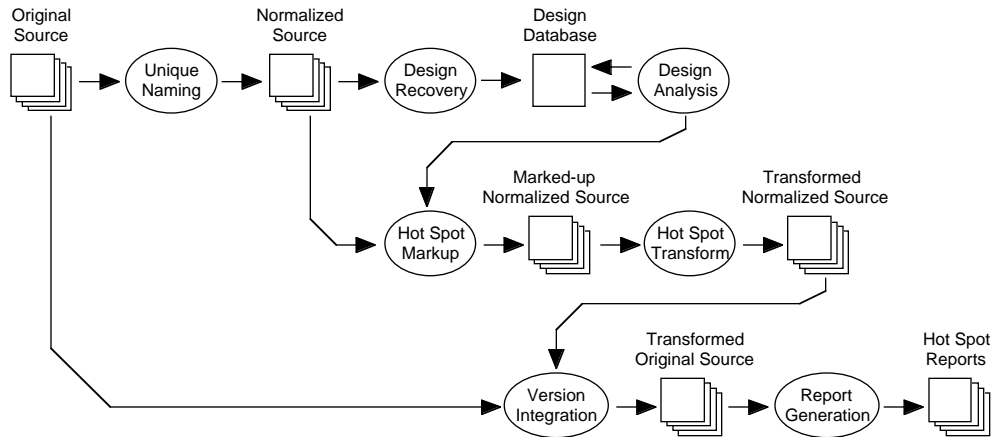 Original
Source
Unique
Naming
Normalized
Source
Design
Recovery
Design
Database
Design
Analysis
Hot Spot
Markup
Marked-up
Normalized Source
Hot Spot
Transform
Transformed
Normalized Source
Version
Integration
Transformed
Original Source
Report
Generation
Hot Spot
Reports